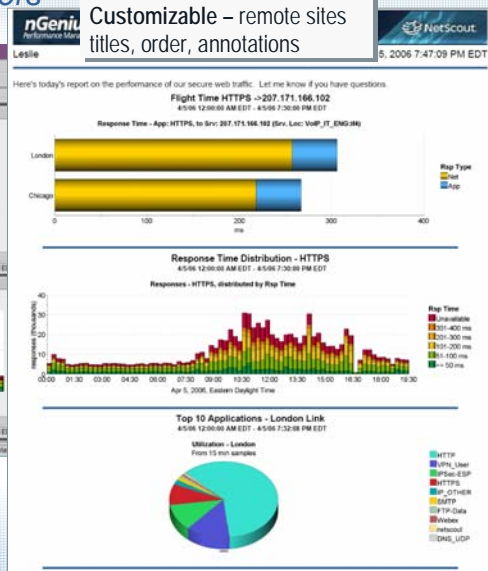 Customizable – remote sites
titles, order, annotations
nGeniu
Performance Mana
NetScout
Leslie
5, 2006 7:47:09 PM EDT
Here's today's report on the performance of our secure web traffic. Let me know if you have questions.
Flight Time HTTPS ->207.171.166.102
4/5/06 12:00:00 AM EDT - 4/5/06 7:30:00 PM EDT
Response Time - App: HTTPS, to Srv: 207.171.166.102 (Srv. Loc: VoIP_IT_ENG:IN)
London
Chicago
0 100 200 300 400
ms
Rsp Type
Net
App
Response Time Distribution - HTTPS
4/5/06 12:00:00 AM EDT - 4/5/06 7:30:00 PM EDT
Responses - HTTPS, distributed by Rsp Time
responses (thousands)
40
30
20
10
0
00:00 01:30 03:00 04:30 06:00 07:30 09:00 10:30 12:00 13:30 15:00 16:30 18:00 19:30
Apr 5, 2006, Eastern Daylight Time
Rsp Time
Unavailable
301-400 ms
201-300 ms
101-200 ms
51-100 ms
<= 50 ms
Top 10 Applications - London Link
4/5/06 12:00:00 AM EDT - 4/5/06 7:32:08 PM EDT
Utilization - London
From 15 min samples
HTTP
VPN_User
IPSec-ESP
HTTPS
IP_OTHER
SMTP
FTP-Data
Webex
netscout
DNS_UDP